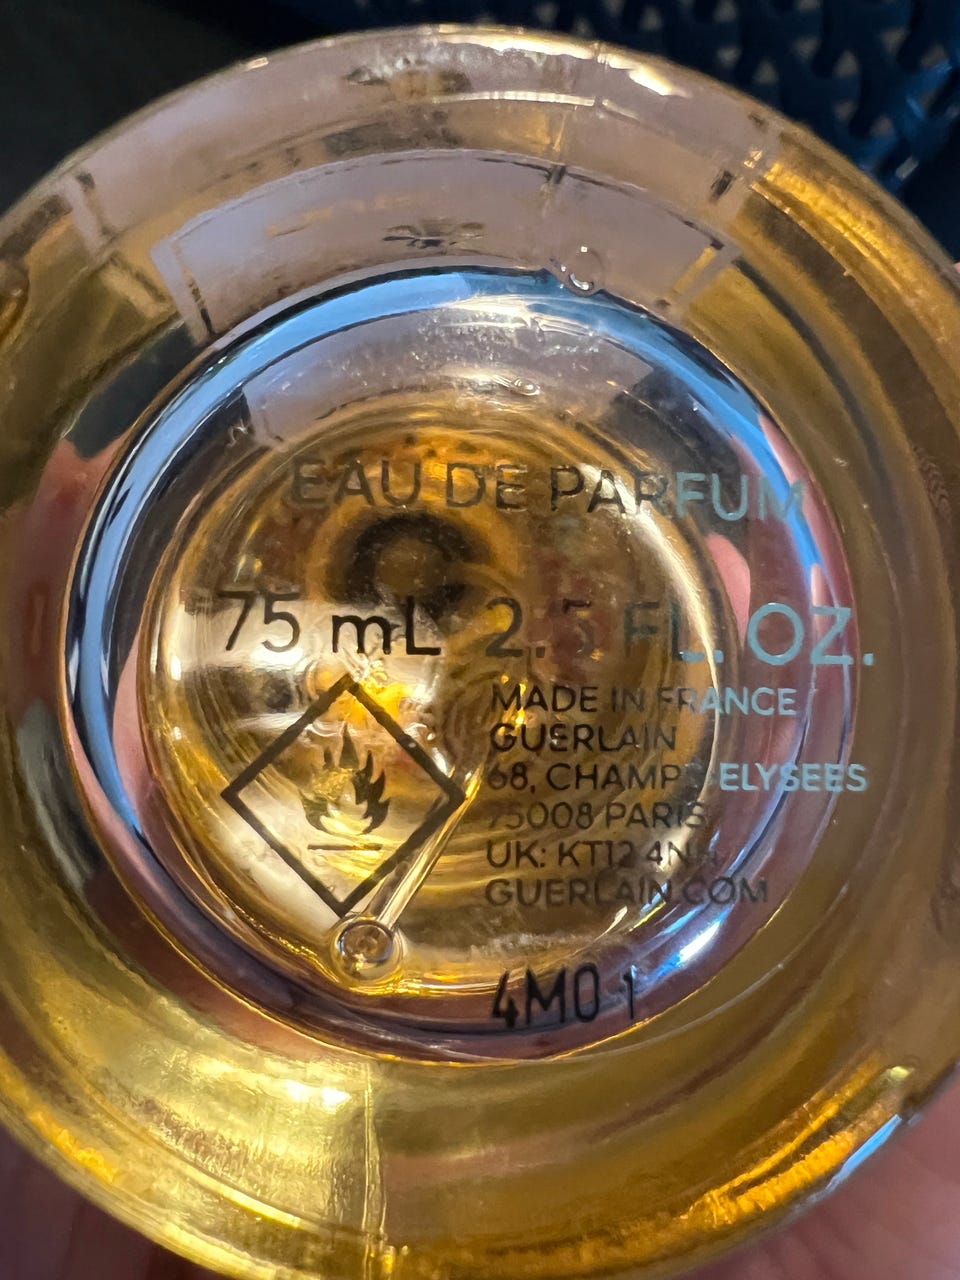 EAU DE PARFUM
75 mL 2.5 FL. OZ.
MADE IN FRANCE
GUERLAIN
68, CHAMPS ELYSEES
75008 PARIS
UK: KT12 4NH
GUERLAIN.COM
4M01